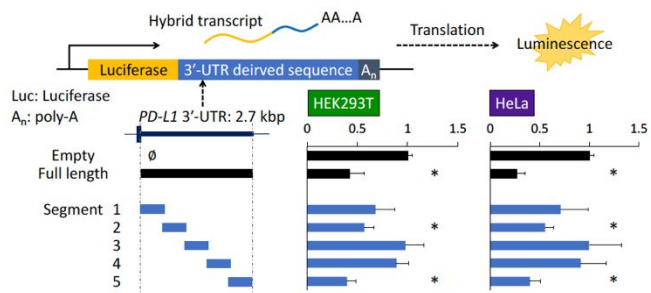 Hybrid transcript
AA...A
Translation
Luminescence
Luciferase
3'-UTR deirved sequence
An
Luc: Luciferase
An: poly-A
PD-L1 3'-UTR: 2.7 kbp
HEK293T
HeLa
0 0.5 1 1.5
0 0.5 1 1.5
Empty ∅
Full length * *
Segment 1
2 * *
3
4
5 * *